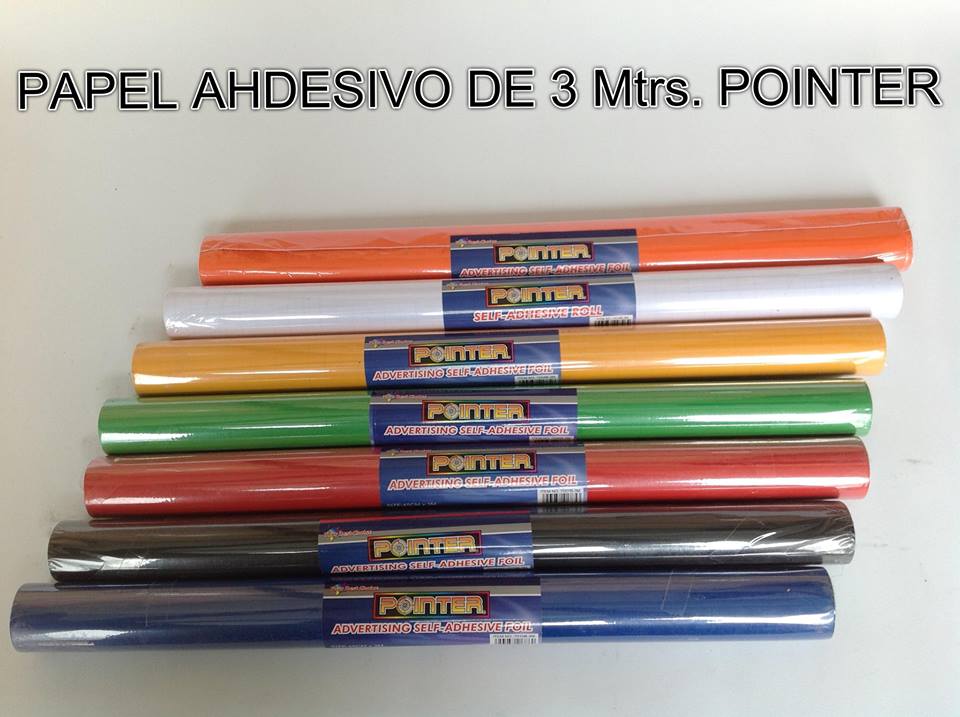 PAPEL AHDESIVO DE 3 Mtrs. POINTER
POINTER
ADVERTISING SELF-ADHESIVE FOIL
POINTER
SELF-ADHESIVE ROLL
POINTER
ADVERTISING SELF-ADHESIVE FOIL
POINTER
ADVERTISING SELF-ADHESIVE FOIL
POINTER
ADVERTISING SELF-ADHESIVE FOIL
POINTER
ADVERTISING SELF-ADHESIVE FOIL
POINTER
ADVERTISING SELF-ADHESIVE FOIL